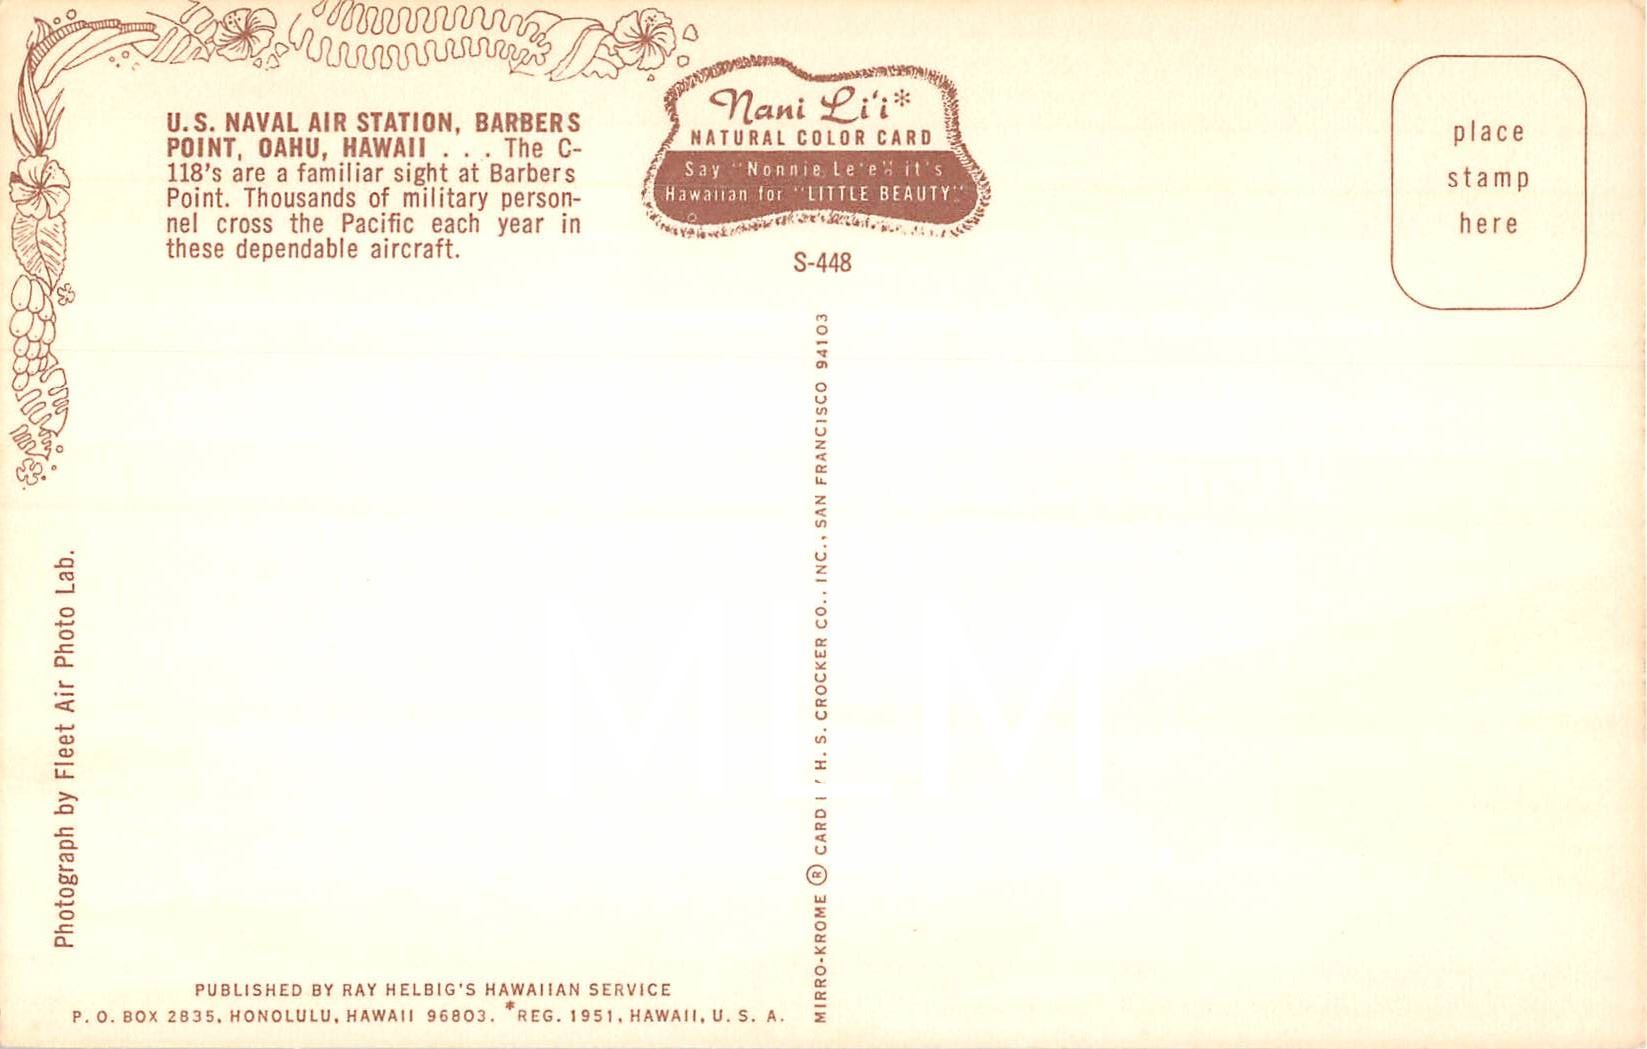 U.S. NAVAL AIR STATION, BARBERS
POINT, OAHU, HAWAII . . . The C-
118's are a familiar sight at Barbers
Point. Thousands of military person-
nel cross the Pacific each year in
these dependable aircraft.
Nani Li'i*
NATURAL COLOR CARD
Say "Nonnie Le'e" it's
Hawaiian for "LITTLE BEAUTY".
S-448
place
stamp
here
Photograph by Fleet Air Photo Lab.
MIRRO-KROME ® CARD H. S. CROCKER CO., INC., SAN FRANCISCO 94103
MLM
PUBLISHED BY RAY HELBIG'S HAWAIIAN SERVICE
P. O. BOX 2835, HONOLULU, HAWAII 96803. *REG. 1951, HAWAII, U. S. A.